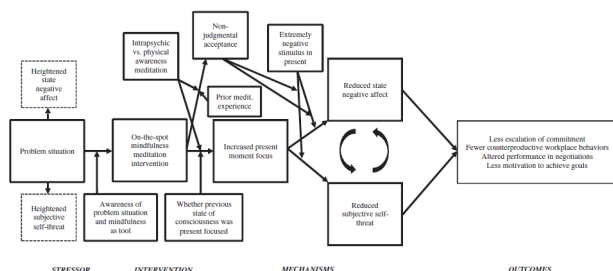 Heightened
state
negative
affect
Problem situation
Heightened
subjective
self-threat
Intrapsychic
vs. physical
awareness
meditation
On-the-spot
mindfulness
meditation
intervention
Awareness of
problem situation
and mindfulness
as tool
Non-
judgmental
acceptance
Prior medit.
experience
Increased present
moment focus
Whether previous
state of
consciousness was
present focused
Extremely
negative
stimulus in
present
Reduced state
negative affect
Reduced
subjective self-
threat
Less escalation of commitment
Fewer counterproductive workplace behaviors
Altered performance in negotiations
Less motivation to achieve goals
STRESSOR INTERVENTION MECHANISMS OUTCOMES